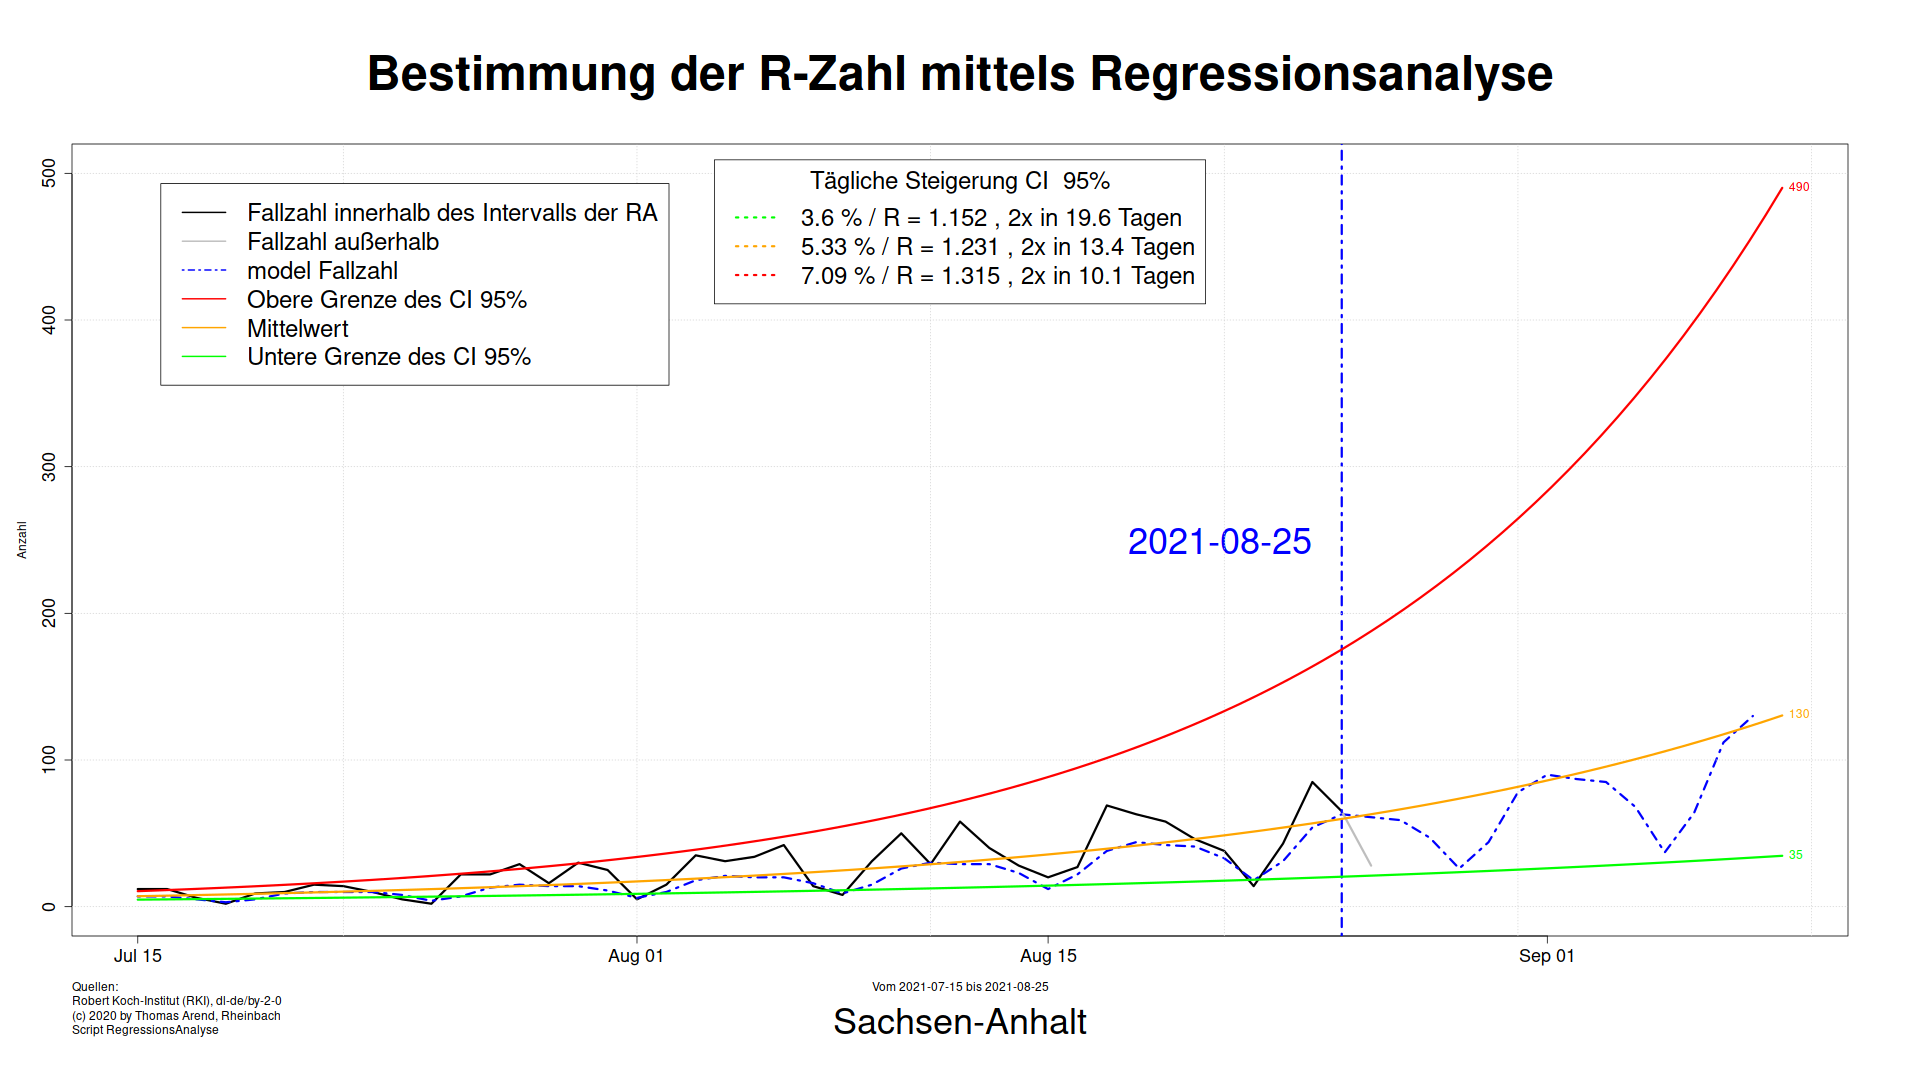 Bestimmung der R-Zahl mittels Regressionsanalyse
Fallzahl innerhalb des Intervalls der RA
Fallzahl außerhalb
model Fallzahl
Obere Grenze des CI 95%
Mittelwert
Untere Grenze des CI 95%
Tägliche Steigerung CI  95%
3.6 % / R = 1.152 , 2x in 19.6 Tagen
5.33 % / R = 1.231 , 2x in 13.4 Tagen
7.09 % / R = 1.315 , 2x in 10.1 Tagen
2021-08-25
490
130
35
Anzahl
500
400
300
200
100
0
Jul 15
Aug 01
Aug 15
Sep 01
Quellen:
Robert Koch-Institut (RKI), dl-de/by-2-0
(c) 2020 by Thomas Arend, Rheinbach
Script RegressionsAnalyse
Vom 2021-07-15 bis 2021-08-25
Sachsen-Anhalt